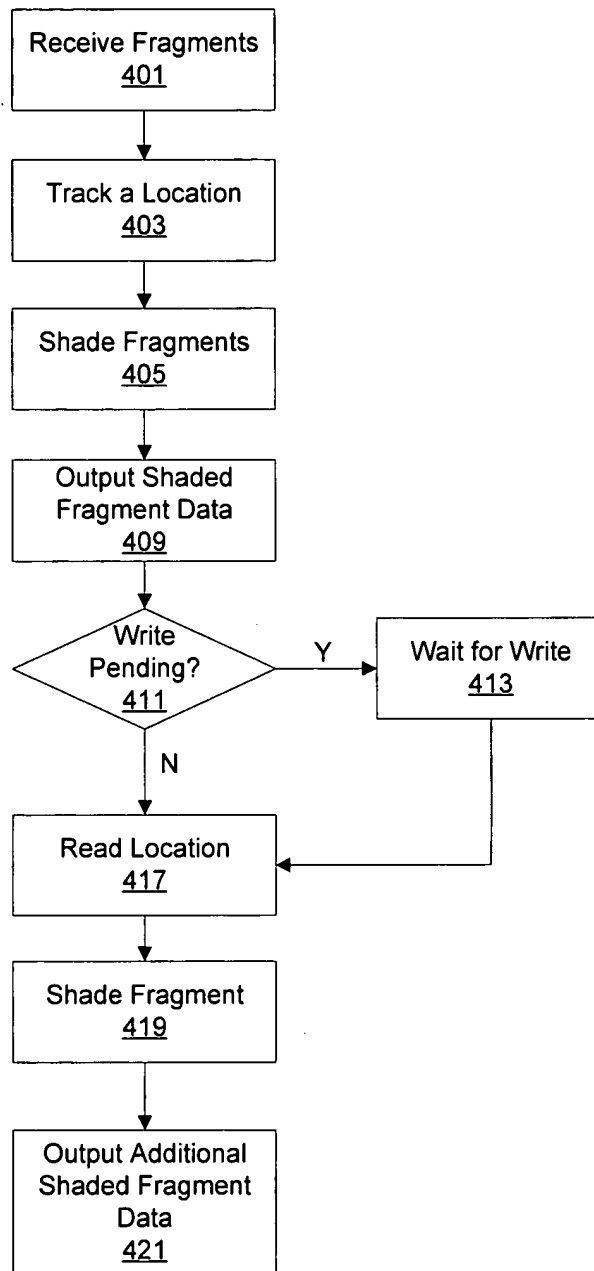 Receive Fragments
401
Track a Location
403
Shade Fragments
405
Output Shaded
Fragment Data
409
Write
Pending?
411
Y
Wait for Write
413
N
Read Location
417
Shade Fragment
419
Output Additional
Shaded Fragment
Data
421